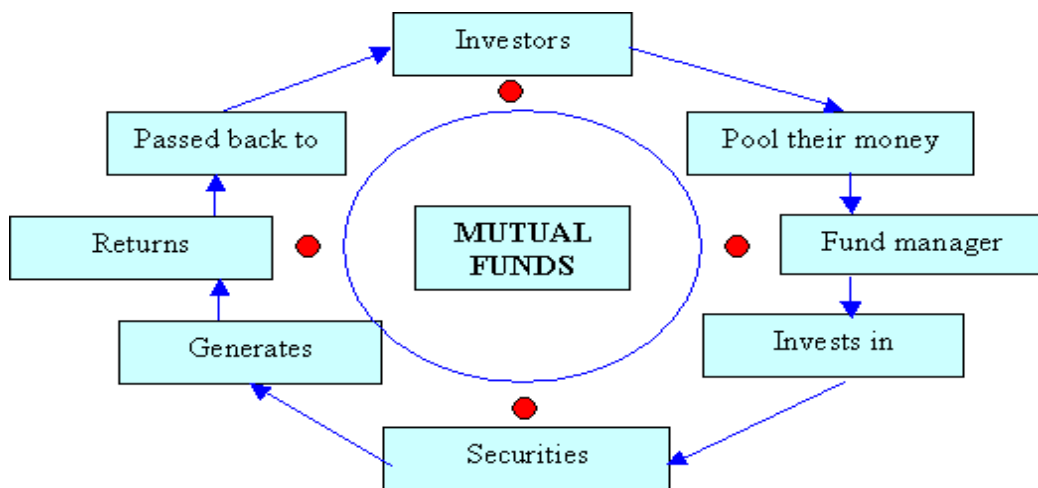 Investors
Passed back to
Pool their money
Returns
MUTUAL
FUNDS
Fund manager
Generates
Invests in
Securities